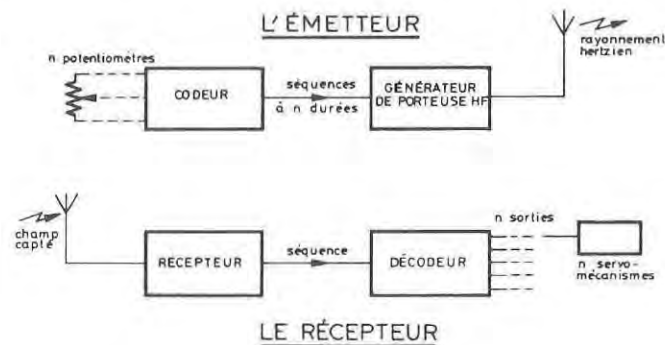 L'ÉMETTEUR
n potentiomètres
CODEUR
séquences
à n durées
GÉNÉRATEUR
DE PORTEUSE HF
rayonnement
hertzien
champ
capté
RECEPTEUR
séquence
DÉCODEUR
n sorties
n servo-
mécanismes
LE RÉCEPTEUR